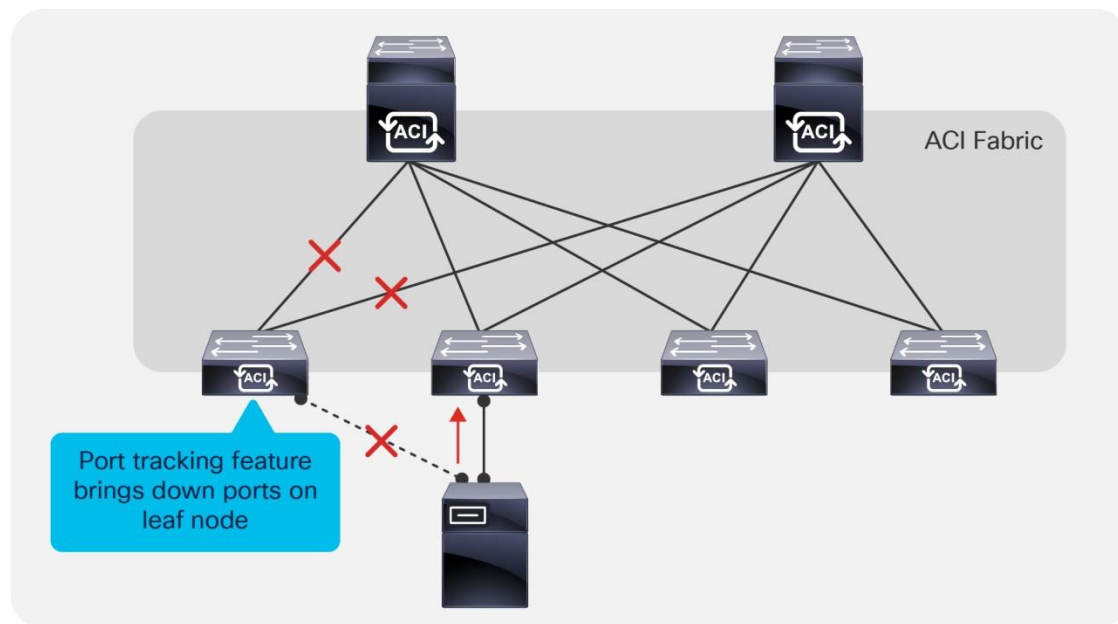 ACI
ACI
ACI Fabric
ACI
ACI
ACI
ACI
Port tracking feature
brings down ports on
leaf node